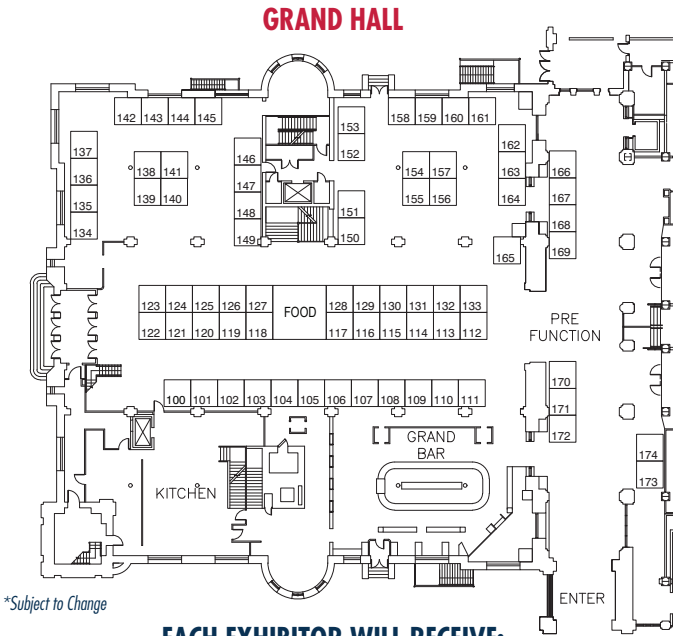 GRAND HALL
142 143 144 145
158 159 160 161
153
152
137
136
135
134
138 141
139 140
146
147
148
149
151
150
154 157
155 156
162
163
164
165
166
167
168
169
123 124 125 126 127 FOOD 128 129 130 131 132 133
122 121 120 119 118 117 116 115 114 113 112
PRE
FUNCTION
100 101 102 103 104 105 106 107 108 109 110 111
170
171
172
174
173
GRAND
BAR
KITCHEN
ENTER
*Subject to Change
EACH EXHIBITOR WILL RECEIVE: